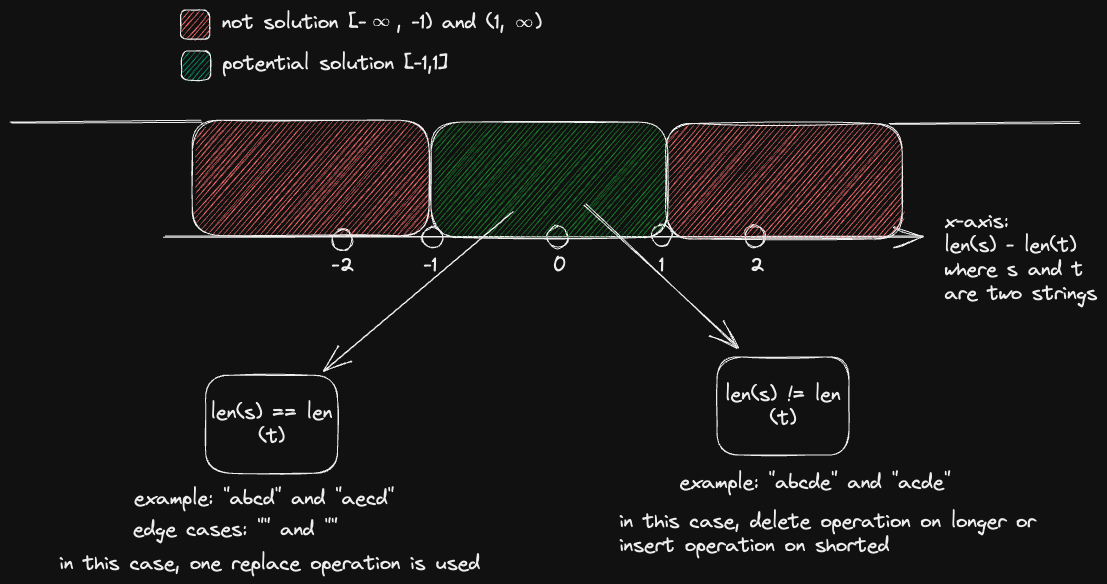 not solution [-∞, -1) and (1, ∞)
potential solution [-1,1]
-2
-1
0
1
2
x-axis:
len(s) - len(t)
where s and t
are two strings
len(s) == len
(t)
len(s) != len
(t)
example: "abcd" and "aecd"
edge cases: "" and ""
in this case, one replace operation is used
example: "abcde" and "acde"
in this case, delete operation on longer or
insert operation on shorted